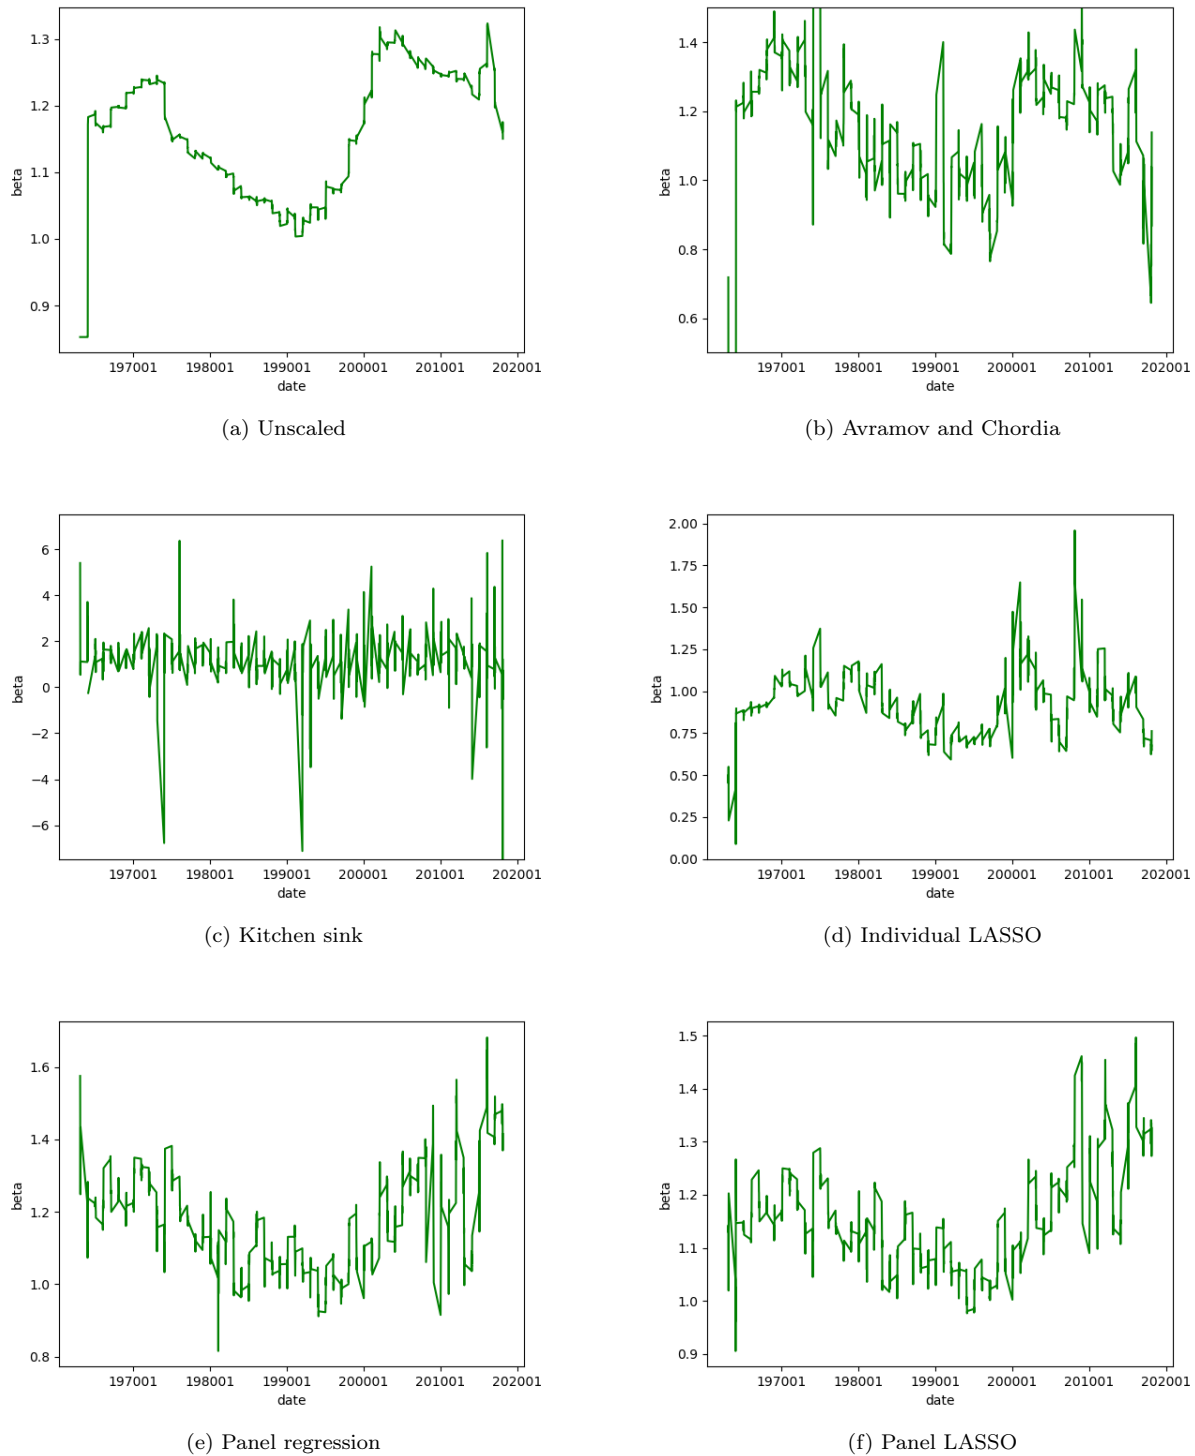 1.3
1.2
1.1
1.0
0.9
beta
197001 198001 199001 200001 201001 202001
date
(a) Unscaled
1.4
1.2
1.0
0.8
0.6
beta
197001 198001 199001 200001 201001 202001
date
(b) Avramov and Chordia
6
4
2
0
−2
−4
−6
beta
197001 198001 199001 200001 201001 202001
date
(c) Kitchen sink
2.00
1.75
1.50
1.25
1.00
0.75
0.50
0.25
0.00
beta
197001 198001 199001 200001 201001 202001
date
(d) Individual LASSO
1.6
1.4
1.2
1.0
0.8
beta
197001 198001 199001 200001 201001 202001
date
(e) Panel regression
1.5
1.4
1.3
1.2
1.1
1.0
0.9
beta
197001 198001 199001 200001 201001 202001
date
(f) Panel LASSO